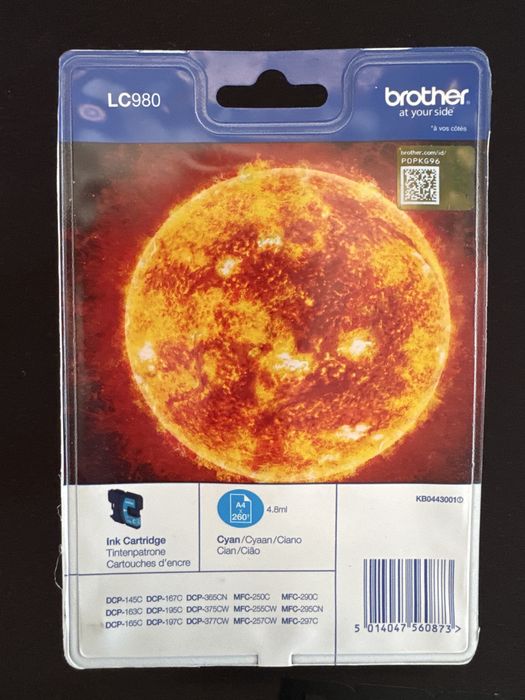 LC980
brother
at your side
*à vos côtés
brother.com/id/
POPKG96
KB0443001
A4
x
260*
4.8ml
Ink Cartridge
Tintenpatrone
Cartouches d'encre
Cyan/Cyaan/Ciano
Cian/Cião
DCP-145C DCP-167C DCP-365CN MFC-250C MFC-290C
DCP-163C DCP-195C DCP-375CW MFC-255CW MFC-295CN
DCP-165C DCP-197C DCP-377CW MFC-257CW MFC-297C
5 014047 560873 >